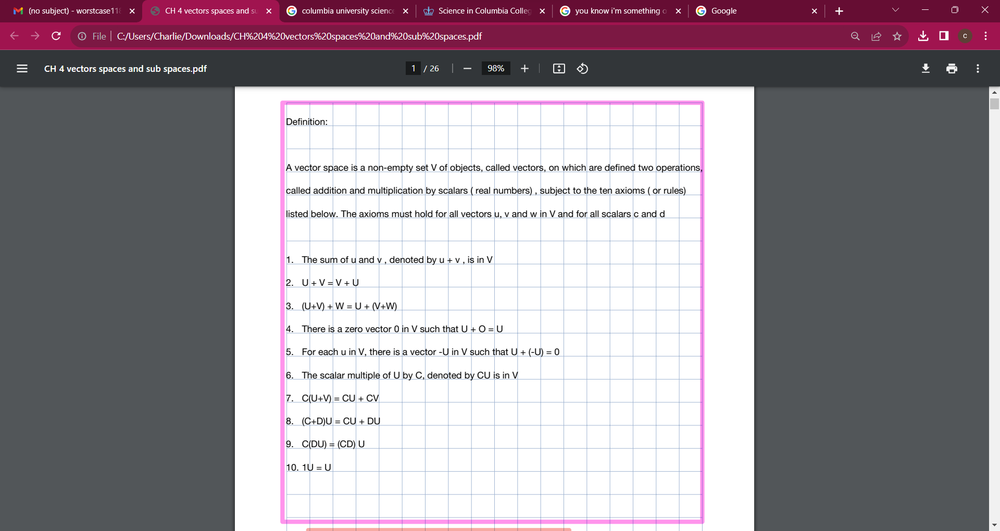 (no subject) - worstcase118
CH 4 vectors spaces and su
columbia university science
Science in Columbia Colleg
you know i'm something o
Google
File
C:/Users/Charlie/Downloads/CH%204%20vectors%20spaces%20and%20sub%20spaces.pdf
c
CH 4 vectors spaces and sub spaces.pdf
1 / 26
98%
Definition:
A vector space is a non-empty set V of objects, called vectors, on which are defined two operations,
called addition and multiplication by scalars ( real numbers) , subject to the ten axioms ( or rules)
listed below. The axioms must hold for all vectors u, v and w in V and for all scalars c and d
1. The sum of u and v , denoted by u + v , is in V
2. U + V = V + U
3. (U+V) + W = U + (V+W)
4. There is a zero vector 0 in V such that U + O = U
5. For each u in V, there is a vector -U in V such that U + (-U) = 0
6. The scalar multiple of U by C, denoted by CU is in V
7. C(U+V) = CU + CV
8. (C+D)U = CU + DU
9. C(DU) = (CD) U
10. 1U = U